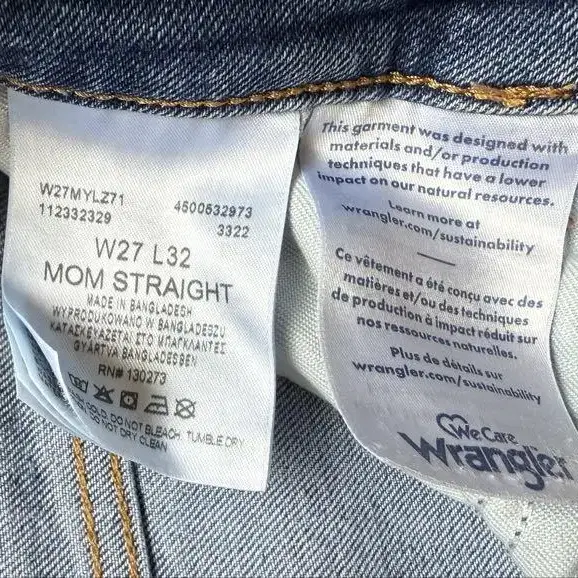 W27MYLZ71
112332329
4500532973
3322
W27 L32
MOM STRAIGHT
MADE IN BANGLADESH
WYPRODUKOWANO W BANGLADESZU
ΚΑΤΑΣΚΕΥΑΖΕΤΑΙ ΣΤΟ ΜΠΑΓΚΛΑΝΤΕΣ
GYÁRTVA BANGLADESBEN
RN# 130273
COLD, DO NOT BLEACH, TUMBLE DRY
DO NOT DRY CLEAN
This garment was designed with
materials and/or production
techniques that have a lower
impact on our natural resources.
Learn more at
wrangler.com/sustainability
Ce vêtement a été conçu avec des
matières et/ou des techniques
de production à impact réduit sur
nos ressources naturelles.
Plus de détails sur
wrangler.com/sustainability
We Care
Wrangler